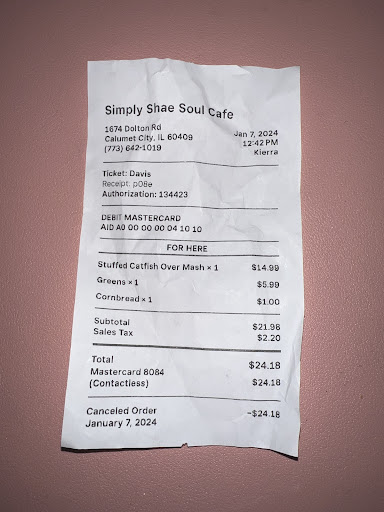 Simply Shae Soul Cafe
1674 Dolton Rd
Calumet City, IL 60409
(773) 642-1019
Jan 7, 2024
12:42 PM
Kierra
Ticket: Davis
Receipt: p08e
Authorization: 134423
DEBIT MASTERCARD
AID A0 00 00 00 04 10 10
FOR HERE
Stuffed Catfish Over Mash × 1 $14.99
Greens × 1 $5.99
Cornbread × 1 $1.00
Subtotal $21.98
Sales Tax $2.20
Total $24.18
Mastercard 8084 $24.18
(Contactless)
Canceled Order -$24.18
January 7, 2024